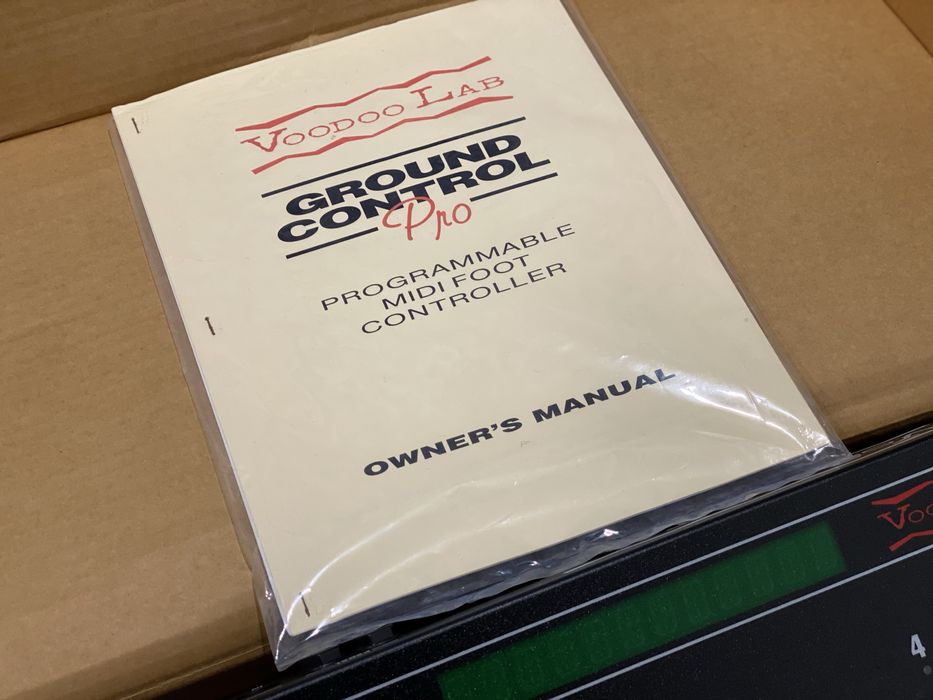 VOODOO LAB
GROUND
CONTROL
Pro
PROGRAMMABLE
MIDI FOOT
CONTROLLER
OWNER'S MANUAL
4